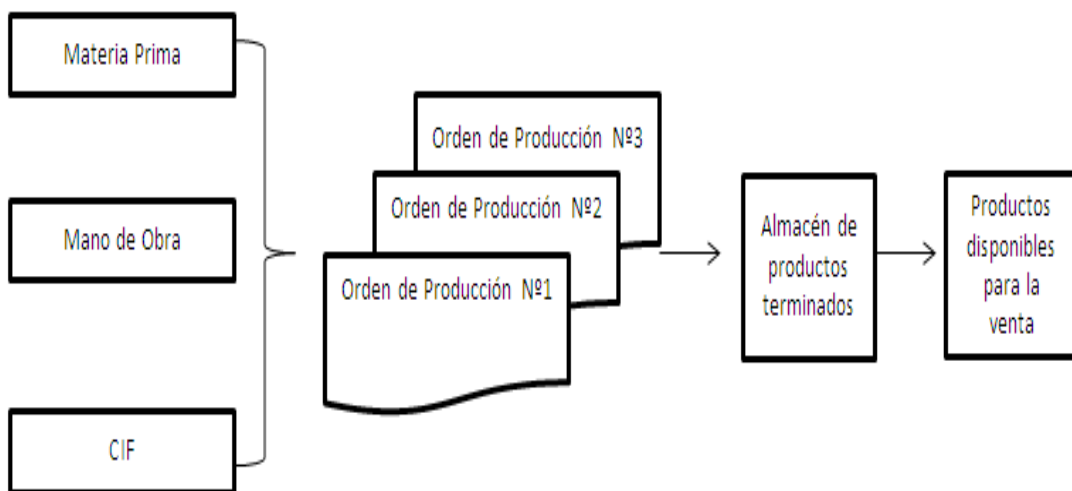 Materia Prima
Mano de Obra
CIF
Orden de Producción Nº3
Orden de Producción Nº2
Orden de Producción Nº1
Almacén de
productos
terminados
Productos
disponibles
para la
venta